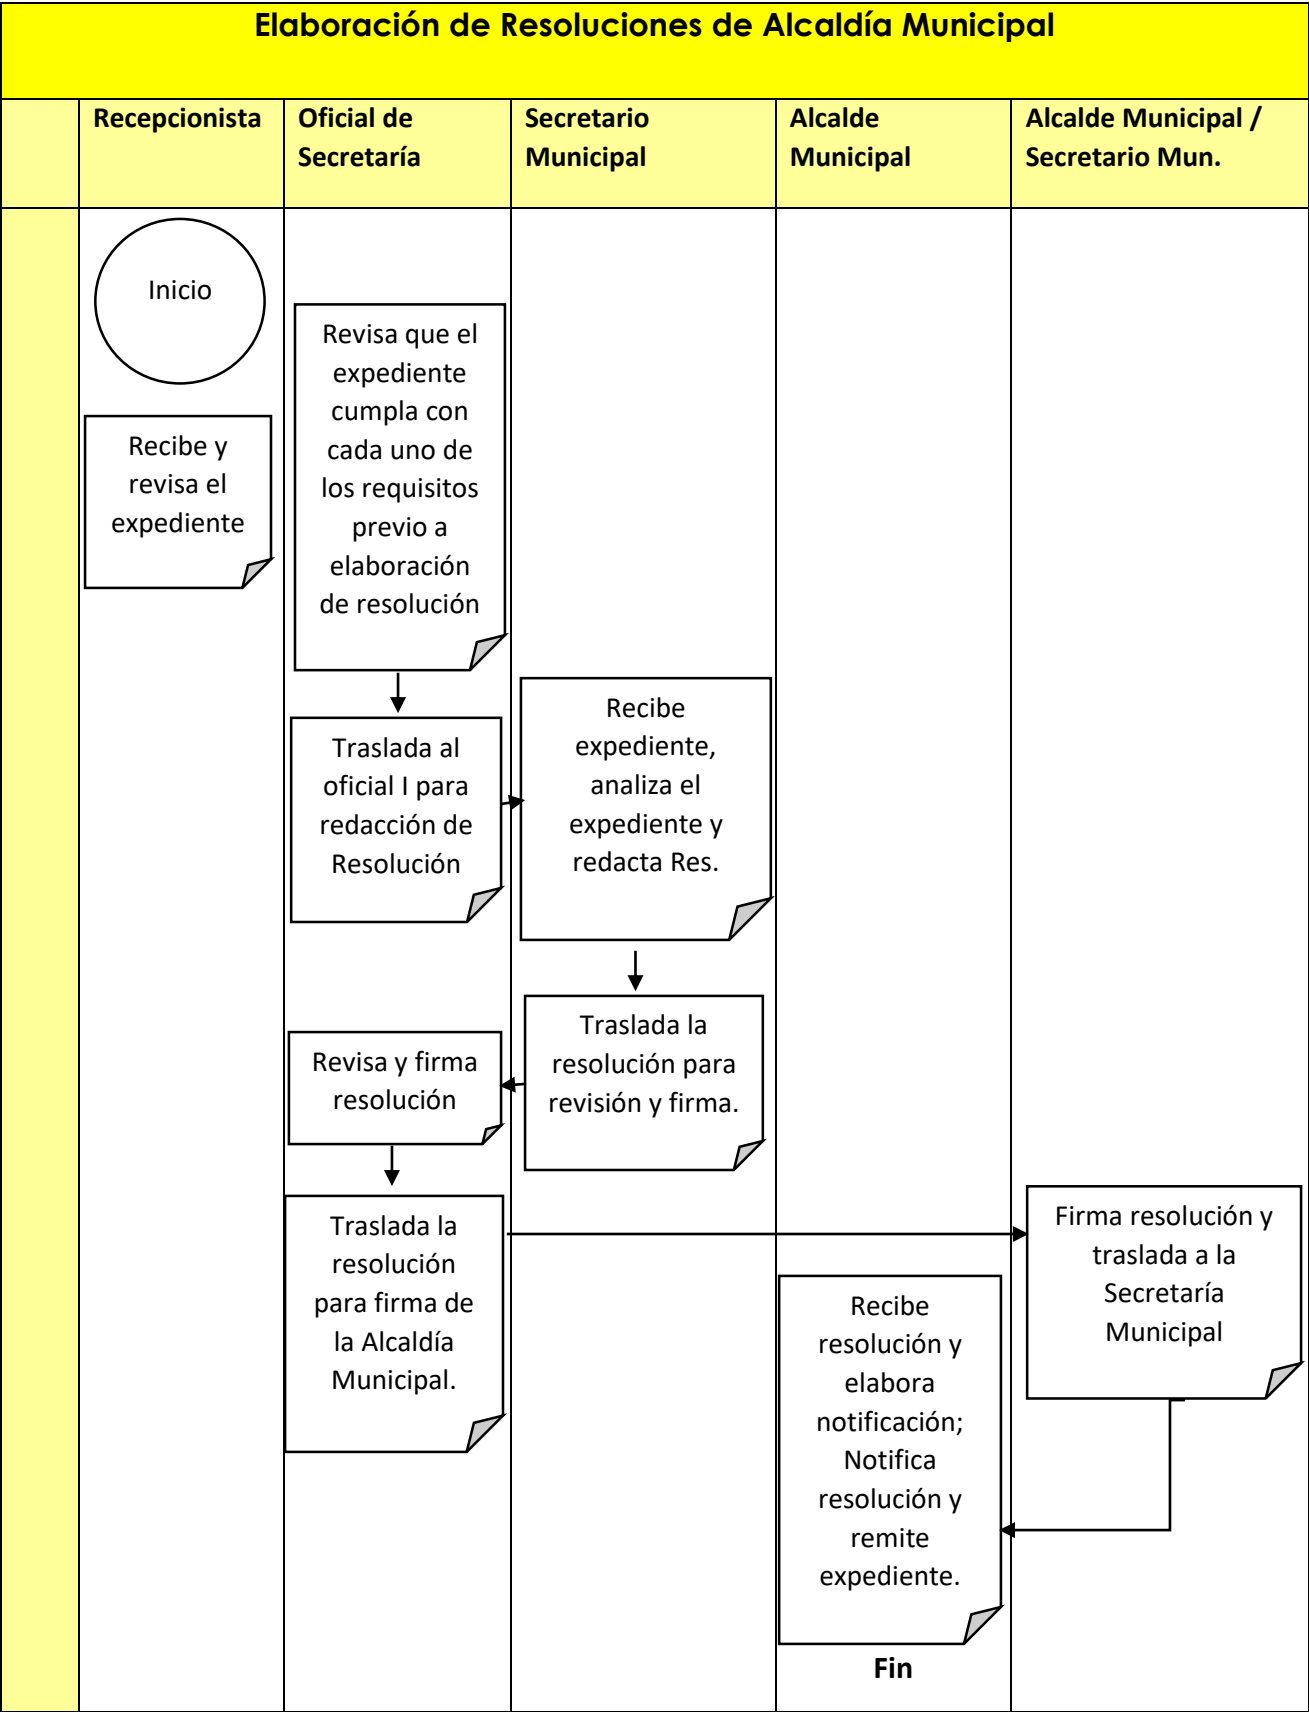 Elaboración de Resoluciones de Alcaldía Municipal
Recepcionista
Oficial de
Secretaría
Secretario
Municipal
Alcalde
Municipal
Alcalde Municipal /
Secretario Mun.
Inicio
Recibe y
revisa el
expediente
Revisa que el
expediente
cumpla con
cada uno de
los requisitos
previo a
elaboración
de resolución
Traslada al
oficial I para
redacción de
Resolución
Recibe
expediente,
analiza el
expediente y
redacta Res.
Traslada la
resolución para
revisión y firma.
Revisa y firma
resolución
Traslada la
resolución
para firma de
la Alcaldía
Municipal.
Firma resolución y
traslada a la
Secretaría
Municipal
Recibe
resolución y
elabora
notificación;
Notifica
resolución y
remite
expediente.
Fin